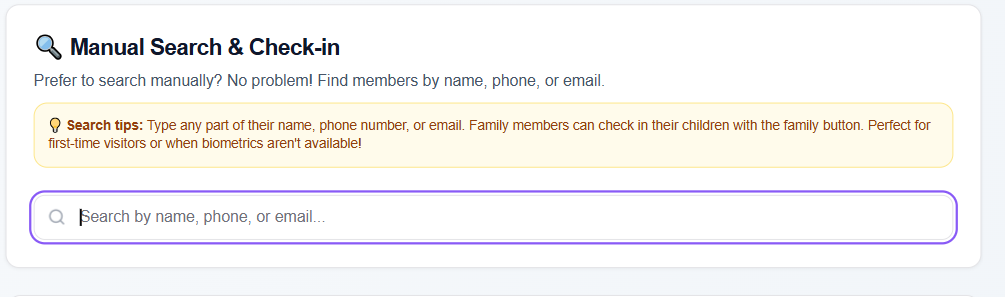 Manual Search & Check-in
Prefer to search manually? No problem! Find members by name, phone, or email.
Search tips: Type any part of their name, phone number, or email. Family members can check in their children with the family button. Perfect for
first-time visitors or when biometrics aren't available!
Search by name, phone, or email...